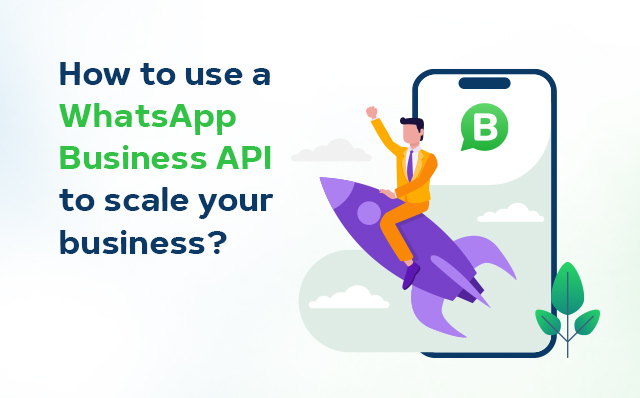 How to use a
WhatsApp
Business API
to scale your
business?
B